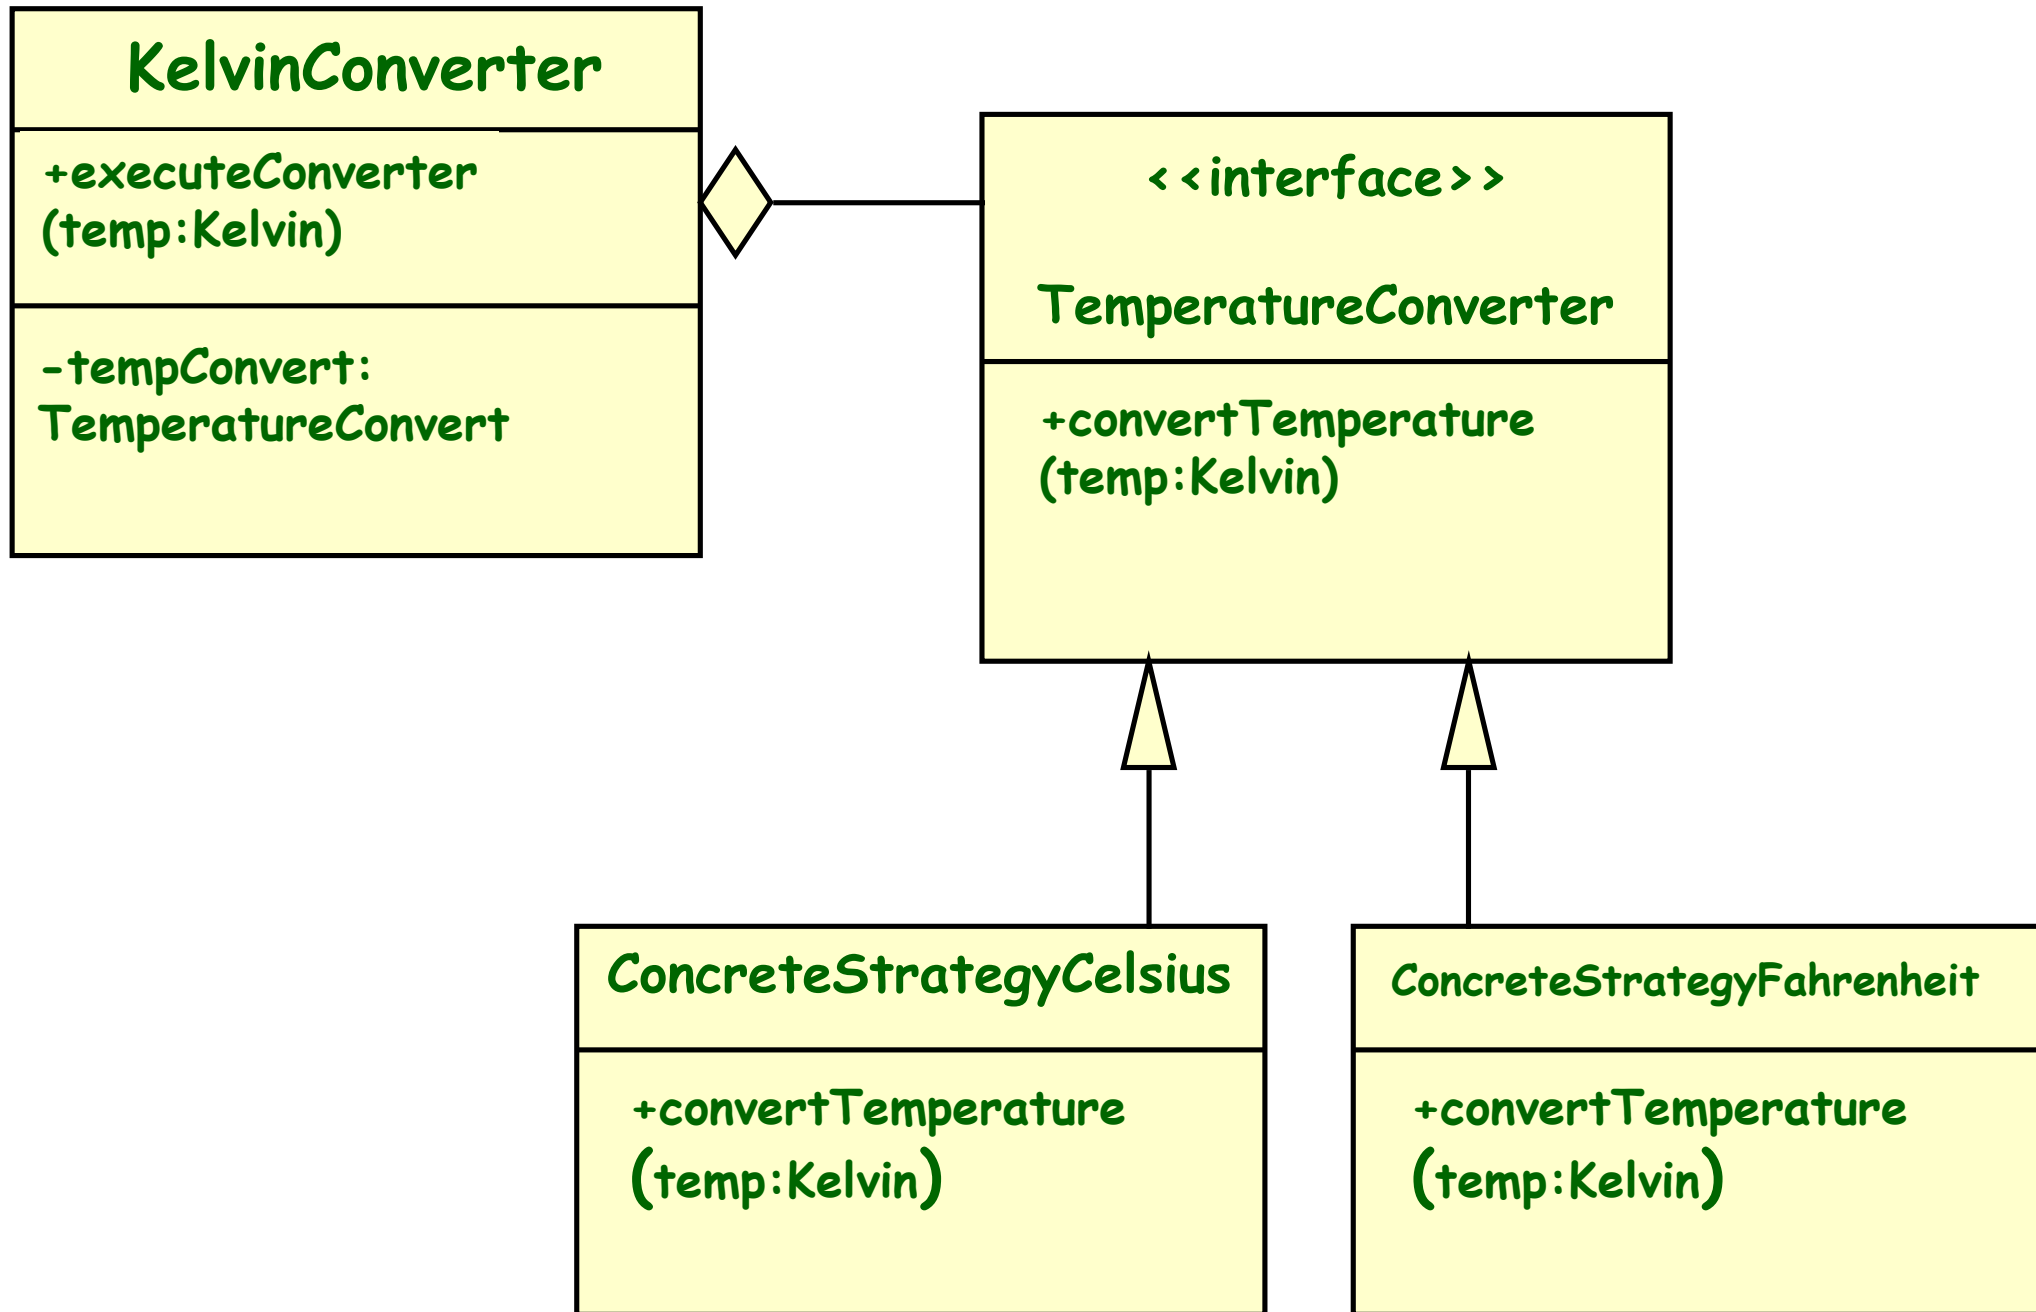 KelvinConverter
+executeConverter
(temp:Kelvin)
-tempConvert:
TemperatureConvert
<<interface>>
TemperatureConverter
+convertTemperature
(temp:Kelvin)
ConcreteStrategyCelsius
+convertTemperature
(temp:Kelvin)
ConcreteStrategyFahrenheit
+convertTemperature
(temp:Kelvin)